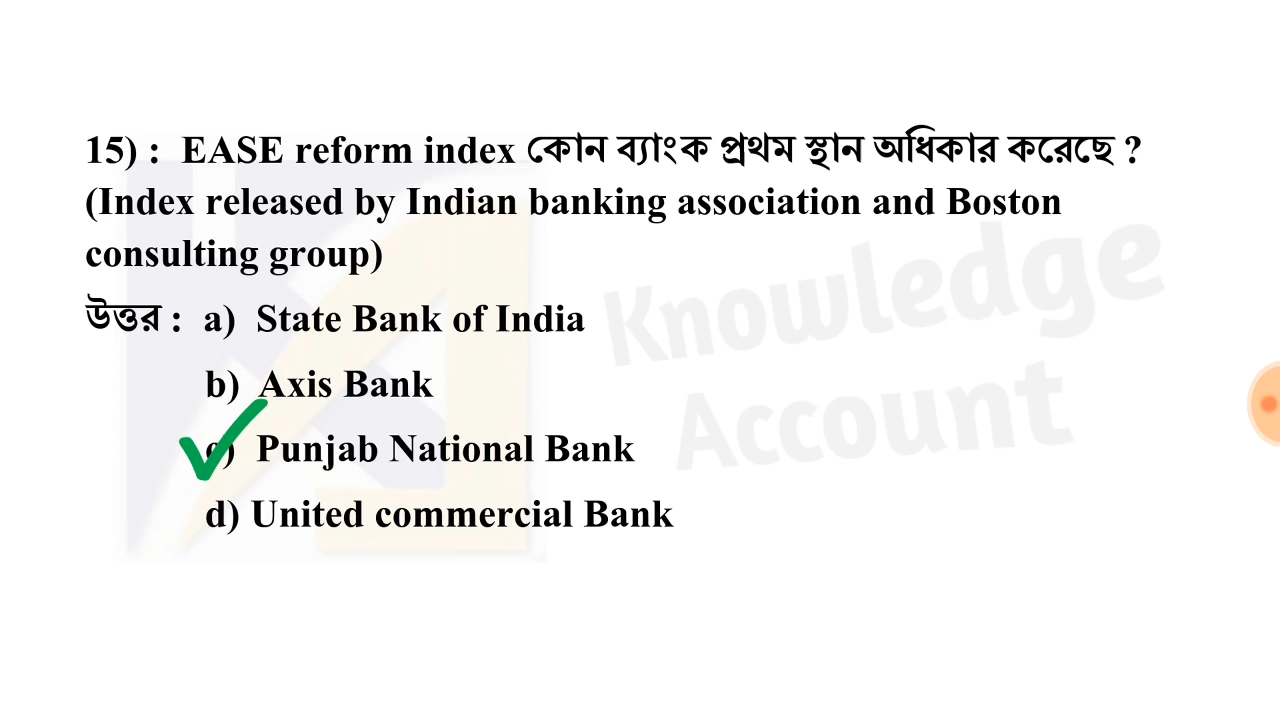 15) : EASE reform index কোন ব্যাংক প্রথম স্থান অধিকার করেছে ?
(Index released by Indian banking association and Boston
consulting group)
উত্তর : a) State Bank of India
b) Axis Bank
c) Punjab National Bank
d) United commercial Bank
Knowledge
Account